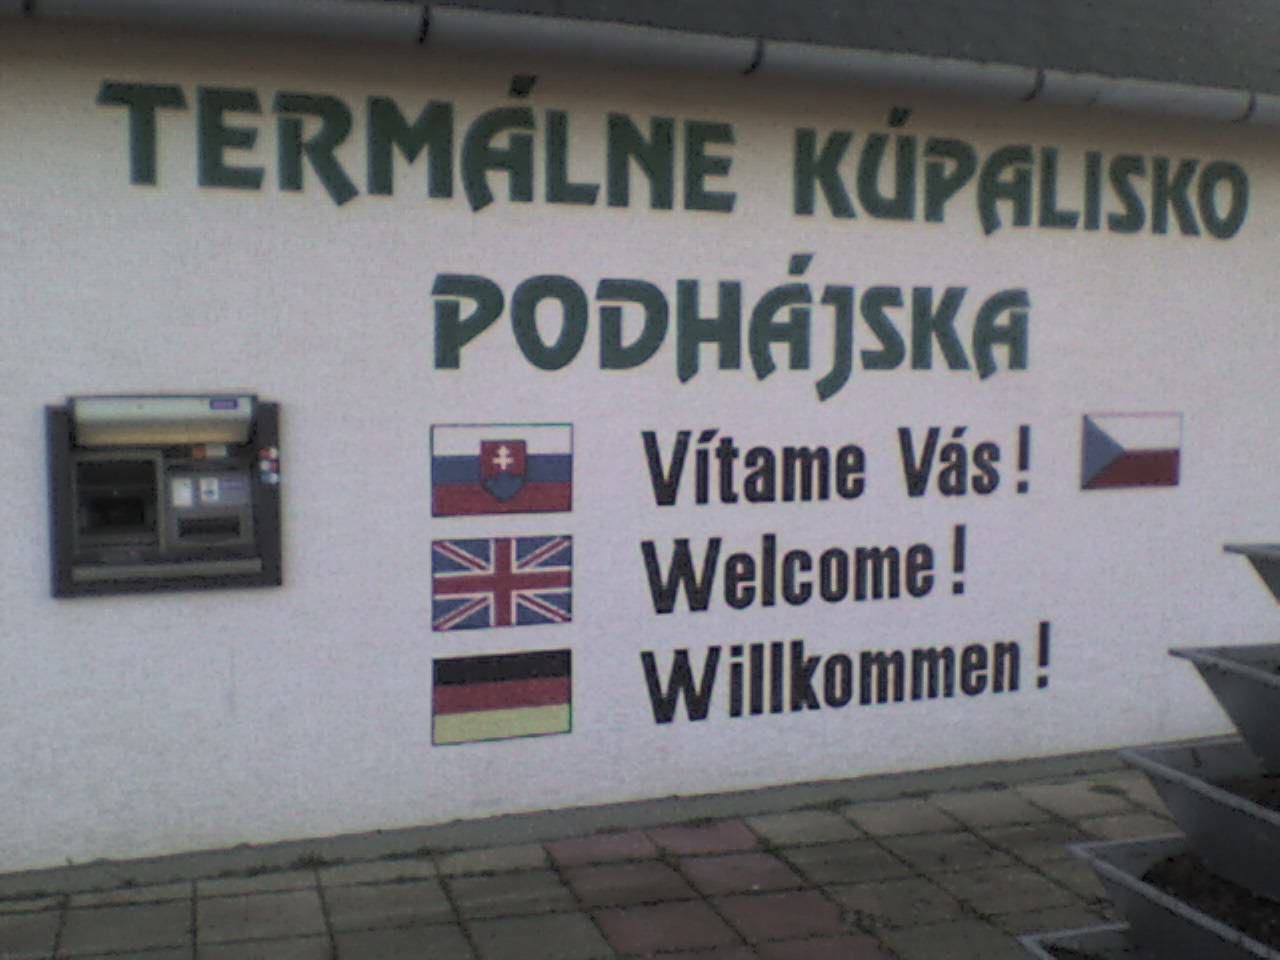 TERMÁLNE KÚPALISKO
PODHÁJSKA
Vítame Vás!
Welcome!
Willkommen!